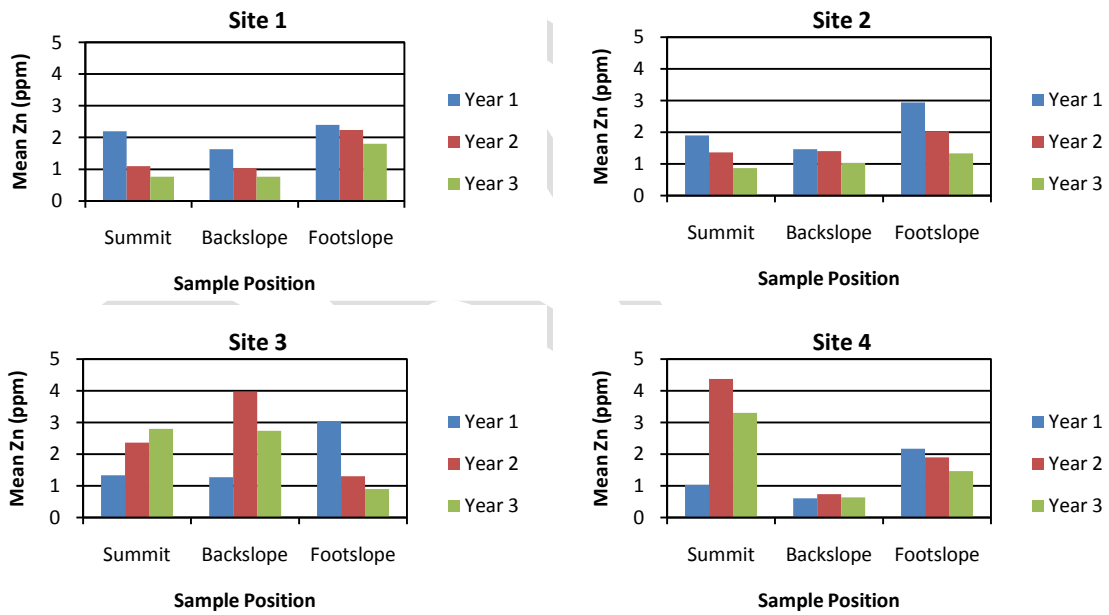 Site 1
5
4
3
2
1
0
Mean Zn (ppm)
Summit Backslope Footslope
Sample Position
Year 1
Year 2
Year 3
Site 2
5
4
3
2
1
0
Mean Zn (ppm)
Summit Backslope Footslope
Sample Position
Year 1
Year 2
Year 3
Site 3
5
4
3
2
1
0
Mean Zn (ppm)
Summit Backslope Footslope
Sample Position
Year 1
Year 2
Year 3
Site 4
5
4
3
2
1
0
Mean Zn (ppm)
Summit Backslope Footslope
Sample Position
Year 1
Year 2
Year 3